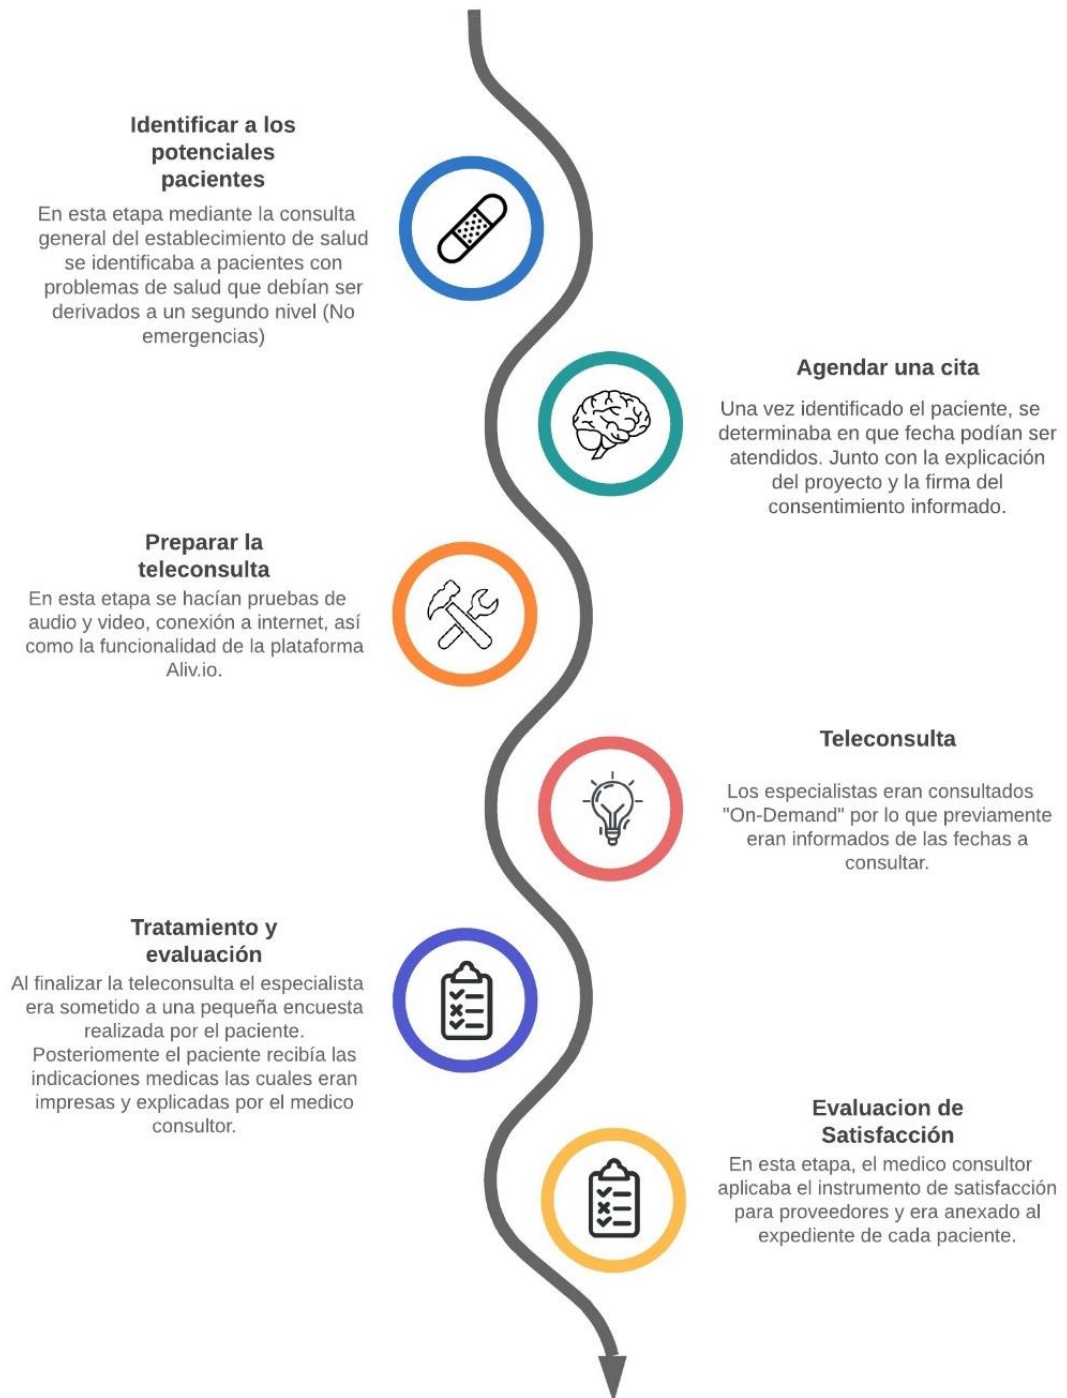 Identificar a los
potenciales
pacientes
En esta etapa mediante la consulta
general del establecimiento de salud
se identificaba a pacientes con
problemas de salud que debían ser
derivados a un segundo nivel (No
emergencias)
Agendar una cita
Una vez identificado el paciente, se
determinaba en que fecha podían ser
atendidos. Junto con la explicación
del proyecto y la firma del
consentimiento informado.
Preparar la
teleconsulta
En esta etapa se hacían pruebas de
audio y video, conexión a internet, así
como la funcionalidad de la plataforma
Aliv.io.
Teleconsulta
Los especialistas eran consultados
"On-Demand" por lo que previamente
eran informados de las fechas a
consultar.
Tratamiento y
evaluación
Al finalizar la teleconsulta el especialista
era sometido a una pequeña encuesta
realizada por el paciente.
Posteriomente el paciente recibía las
indicaciones medicas las cuales eran
impresas y explicadas por el medico
consultor.
Evaluacion de
Satisfacción
En esta etapa, el medico consultor
aplicaba el instrumento de satisfacción
para proveedores y era anexado al
expediente de cada paciente.